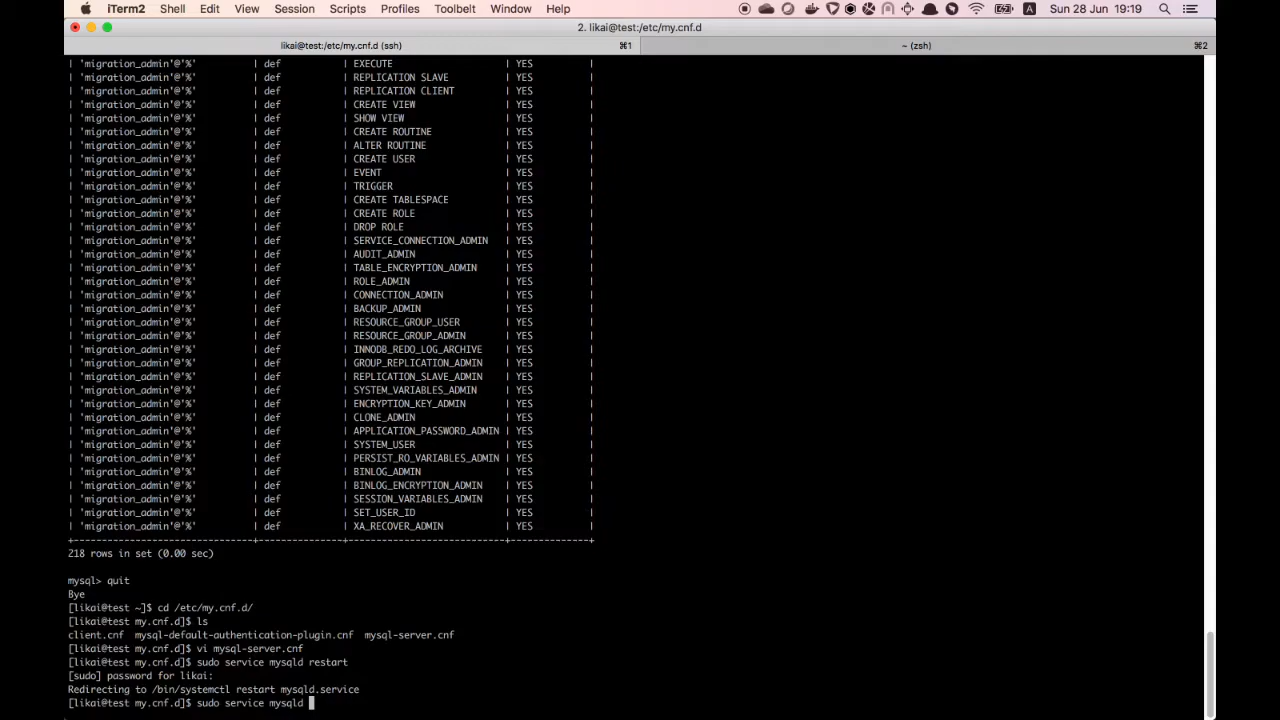 iTerm2 Shell Edit View Session Scripts Profiles Toolbelt Window Help A Sun 28 Jun 19:19
2. likai@test:/etc/my.cnf.d
likai@test:/etc/my.cnf.d (ssh) ⌘1 ~ (zsh) ⌘2
| 'migration_admin'@'%' | def | EXECUTE | YES |
| 'migration_admin'@'%' | def | REPLICATION SLAVE | YES |
| 'migration_admin'@'%' | def | REPLICATION CLIENT | YES |
| 'migration_admin'@'%' | def | CREATE VIEW | YES |
| 'migration_admin'@'%' | def | SHOW VIEW | YES |
| 'migration_admin'@'%' | def | CREATE ROUTINE | YES |
| 'migration_admin'@'%' | def | ALTER ROUTINE | YES |
| 'migration_admin'@'%' | def | CREATE USER | YES |
| 'migration_admin'@'%' | def | EVENT | YES |
| 'migration_admin'@'%' | def | TRIGGER | YES |
| 'migration_admin'@'%' | def | CREATE TABLESPACE | YES |
| 'migration_admin'@'%' | def | CREATE ROLE | YES |
| 'migration_admin'@'%' | def | DROP ROLE | YES |
| 'migration_admin'@'%' | def | SERVICE_CONNECTION_ADMIN | YES |
| 'migration_admin'@'%' | def | AUDIT_ADMIN | YES |
| 'migration_admin'@'%' | def | TABLE_ENCRYPTION_ADMIN | YES |
| 'migration_admin'@'%' | def | ROLE_ADMIN | YES |
| 'migration_admin'@'%' | def | CONNECTION_ADMIN | YES |
| 'migration_admin'@'%' | def | BACKUP_ADMIN | YES |
| 'migration_admin'@'%' | def | RESOURCE_GROUP_USER | YES |
| 'migration_admin'@'%' | def | RESOURCE_GROUP_ADMIN | YES |
| 'migration_admin'@'%' | def | INNODB_REDO_LOG_ARCHIVE | YES |
| 'migration_admin'@'%' | def | GROUP_REPLICATION_ADMIN | YES |
| 'migration_admin'@'%' | def | REPLICATION_SLAVE_ADMIN | YES |
| 'migration_admin'@'%' | def | SYSTEM_VARIABLES_ADMIN | YES |
| 'migration_admin'@'%' | def | ENCRYPTION_KEY_ADMIN | YES |
| 'migration_admin'@'%' | def | CLONE_ADMIN | YES |
| 'migration_admin'@'%' | def | APPLICATION_PASSWORD_ADMIN | YES |
| 'migration_admin'@'%' | def | SYSTEM_USER | YES |
| 'migration_admin'@'%' | def | PERSIST_RO_VARIABLES_ADMIN | YES |
| 'migration_admin'@'%' | def | BINLOG_ADMIN | YES |
| 'migration_admin'@'%' | def | BINLOG_ENCRYPTION_ADMIN | YES |
| 'migration_admin'@'%' | def | SESSION_VARIABLES_ADMIN | YES |
| 'migration_admin'@'%' | def | SET_USER_ID | YES |
| 'migration_admin'@'%' | def | XA_RECOVER_ADMIN | YES |
+--------------------------------+---------------+----------------------------+--------------+
218 rows in set (0.00 sec)
mysql> quit
Bye
[likai@test ~]$ cd /etc/my.cnf.d/
[likai@test my.cnf.d]$ ls
client.cnf mysql-default-authentication-plugin.cnf mysql-server.cnf
[likai@test my.cnf.d]$ vi mysql-server.cnf
[likai@test my.cnf.d]$ sudo service mysqld restart
[sudo] password for likai:
Redirecting to /bin/systemctl restart mysqld.service
[likai@test my.cnf.d]$ sudo service mysqld